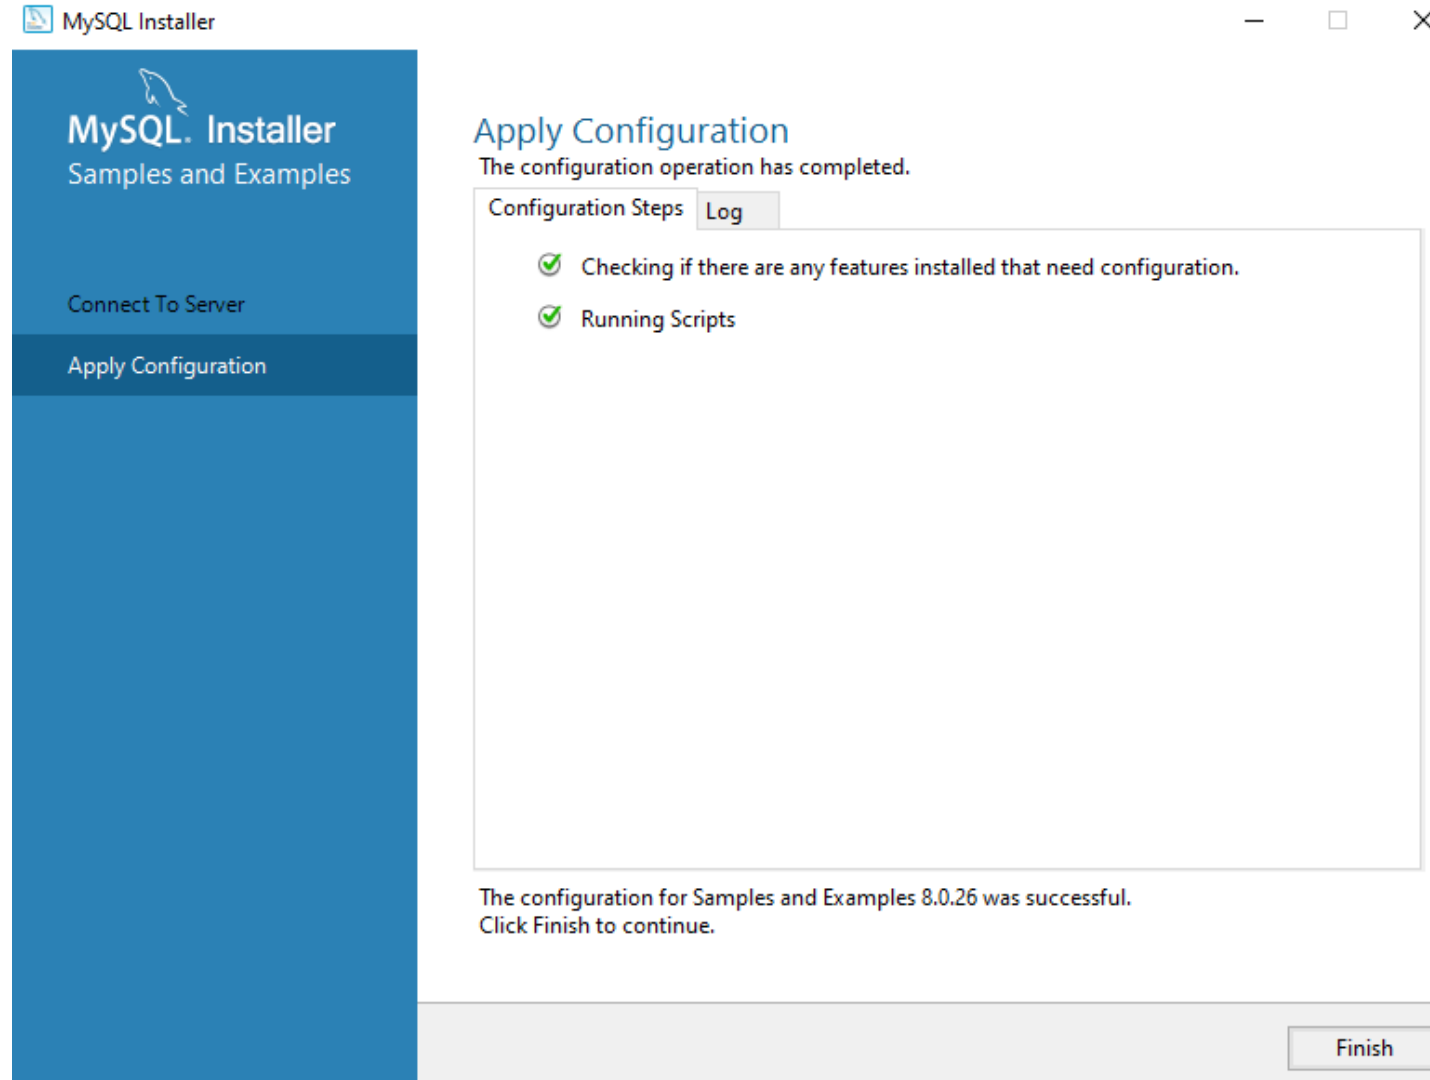 MySQL Installer
MySQL. Installer
Samples and Examples
Connect To Server
Apply Configuration
Apply Configuration
The configuration operation has completed.
Configuration Steps
Log
Checking if there are any features installed that need configuration.
Running Scripts
The configuration for Samples and Examples 8.0.26 was successful.
Click Finish to continue.
Finish